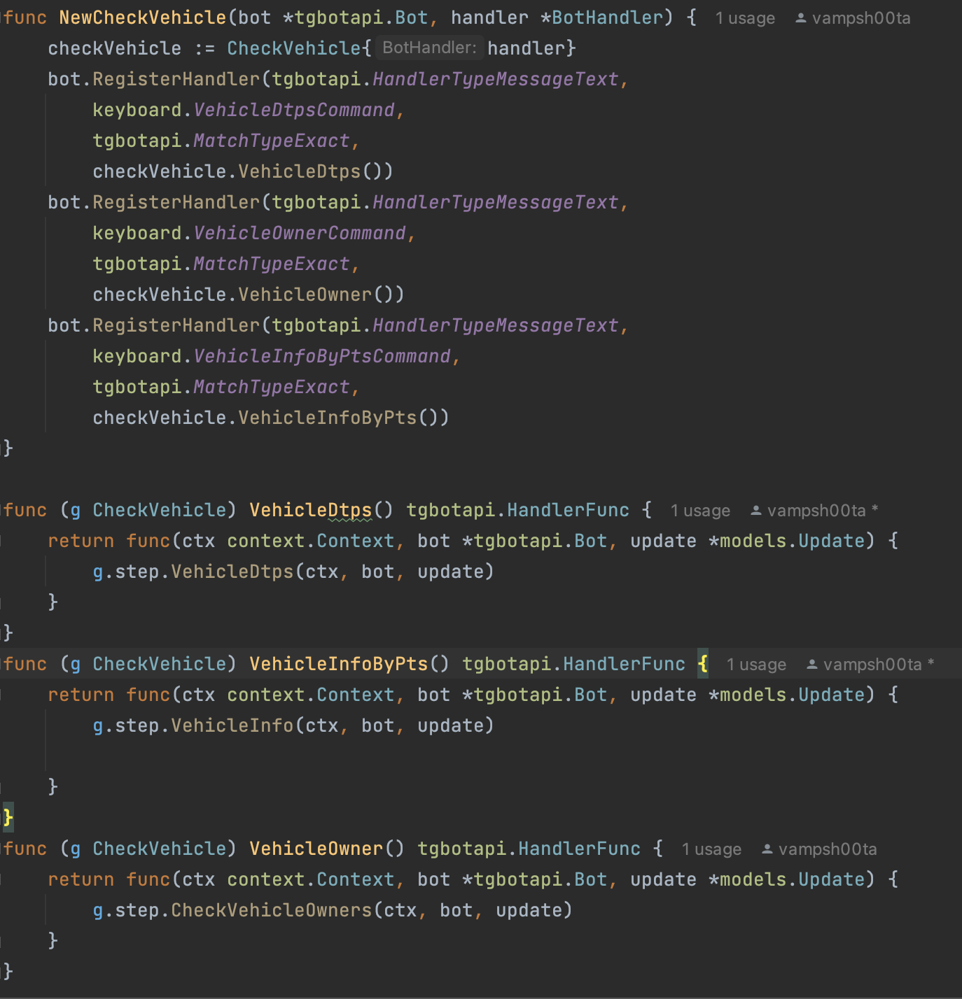 func NewCheckVehicle(bot *tgbotapi.Bot, handler *BotHandler) { 1 usage vampsh00ta
    checkVehicle := CheckVehicle{ BotHandler: handler}
    bot.RegisterHandler(tgbotapi.HandlerTypeMessageText,
        keyboard.VehicleDtpsCommand,
        tgbotapi.MatchTypeExact,
        checkVehicle.VehicleDtps())
    bot.RegisterHandler(tgbotapi.HandlerTypeMessageText,
        keyboard.VehicleOwnerCommand,
        tgbotapi.MatchTypeExact,
        checkVehicle.VehicleOwner())
    bot.RegisterHandler(tgbotapi.HandlerTypeMessageText,
        keyboard.VehicleInfoByPtsCommand,
        tgbotapi.MatchTypeExact,
        checkVehicle.VehicleInfoByPts())
}
func (g CheckVehicle) VehicleDtps() tgbotapi.HandlerFunc { 1 usage vampsh00ta *
    return func(ctx context.Context, bot *tgbotapi.Bot, update *models.Update) {
        g.step.VehicleDtps(ctx, bot, update)
    }
}
func (g CheckVehicle) VehicleInfoByPts() tgbotapi.HandlerFunc { 1 usage vampsh00ta *
    return func(ctx context.Context, bot *tgbotapi.Bot, update *models.Update) {
        g.step.VehicleInfo(ctx, bot, update)
    }
}
func (g CheckVehicle) VehicleOwner() tgbotapi.HandlerFunc { 1 usage vampsh00ta
    return func(ctx context.Context, bot *tgbotapi.Bot, update *models.Update) {
        g.step.CheckVehicleOwners(ctx, bot, update)
    }
}